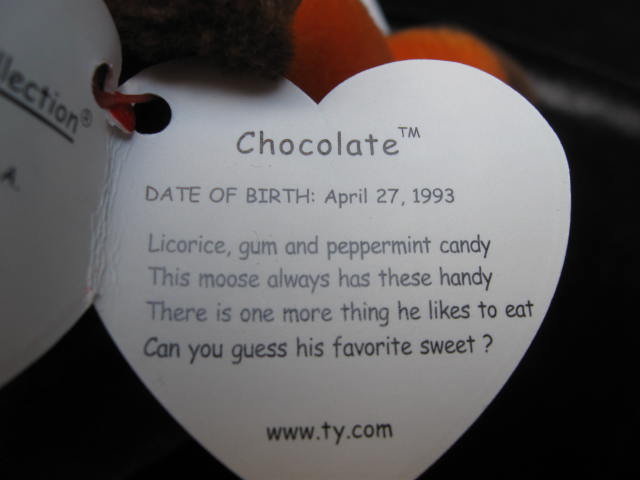 llection®
A.
Chocolate™
DATE OF BIRTH: April 27, 1993
Licorice, gum and peppermint candy
This moose always has these handy
There is one more thing he likes to eat
Can you guess his favorite sweet ?
www.ty.com